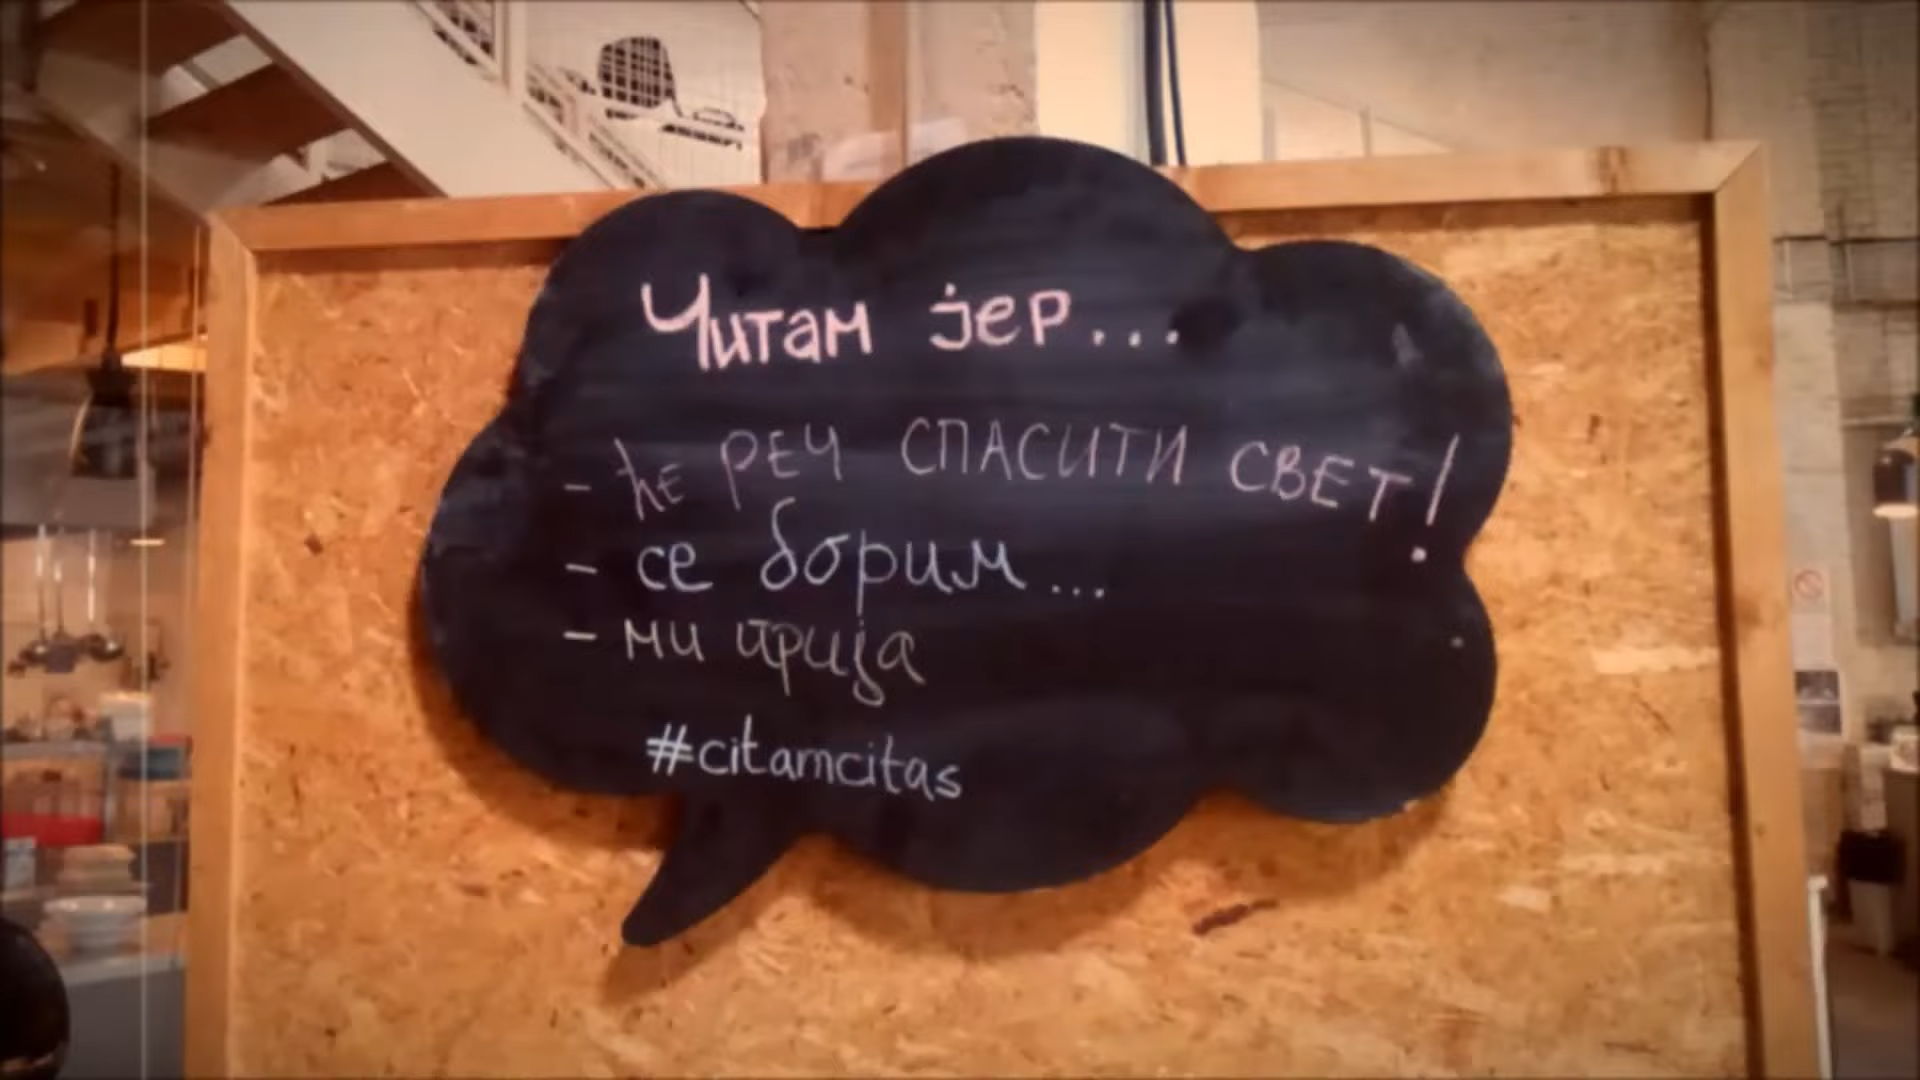 Читам јер...
- ће РЕЧ СПАСИТИ СВЕТ!
- се борим...
- ми прија
#citamcitas